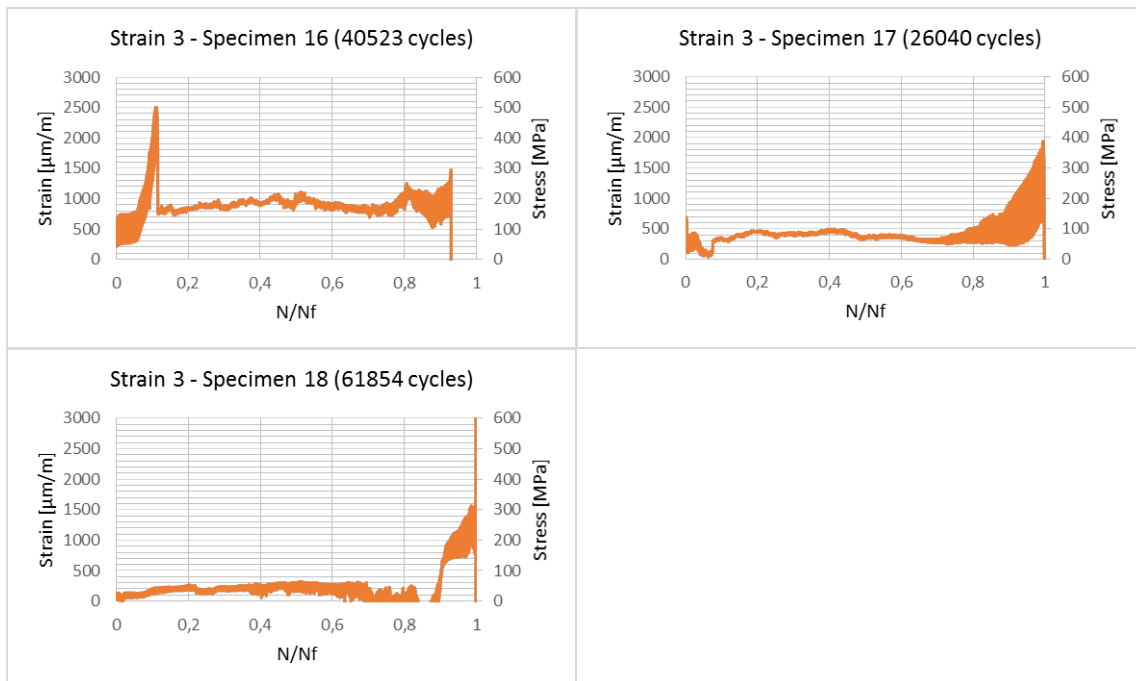 Strain 3 - Specimen 16 (40523 cycles)
3000
2500
2000
1500
1000
500
0
Strain [µm/m]
600
500
400
300
200
100
0
Stress [MPa]
0 0,2 0,4 0,6 0,8 1
N/Nf
Strain 3 - Specimen 17 (26040 cycles)
3000
2500
2000
1500
1000
500
0
Strain [µm/m]
600
500
400
300
200
100
0
Stress [MPa]
0 0,2 0,4 0,6 0,8 1
N/Nf
Strain 3 - Specimen 18 (61854 cycles)
3000
2500
2000
1500
1000
500
0
Strain [µm/m]
600
500
400
300
200
100
0
Stress [MPa]
0 0,2 0,4 0,6 0,8 1
N/Nf